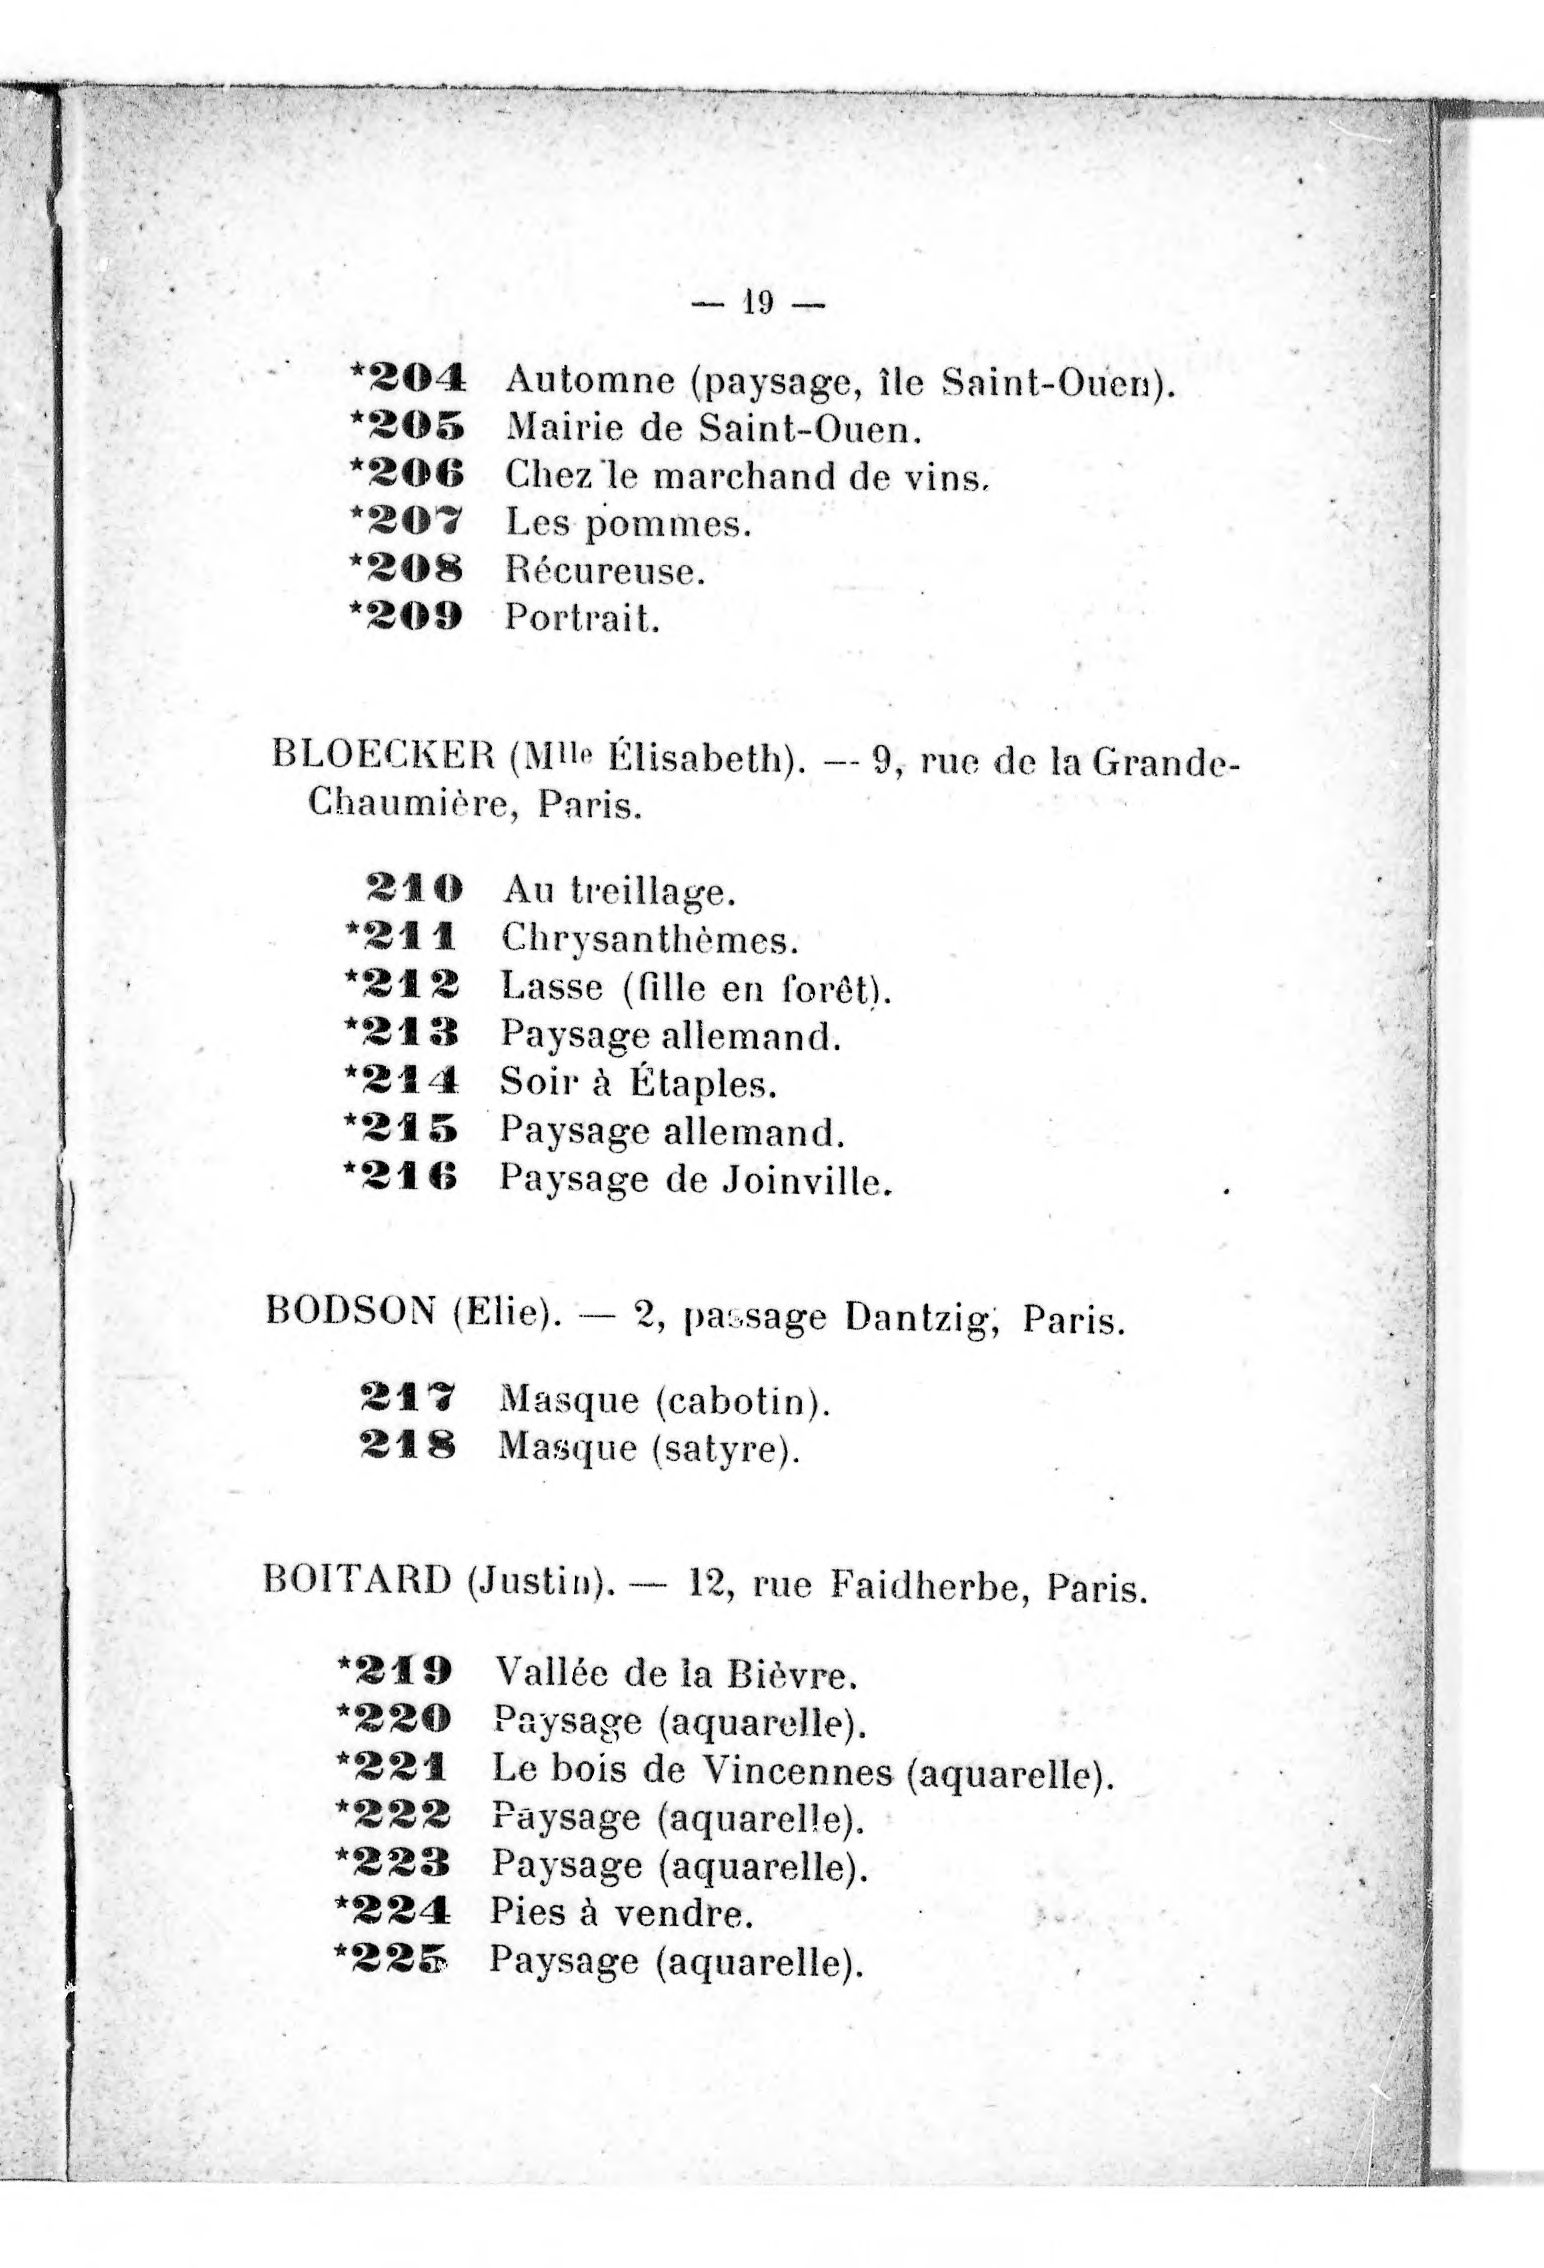 — 19 —
*204 Automne (paysage, île Saint-Ouen).
*205 Mairie de Saint-Ouen.
*206 Chez le marchand de vins.
*207 Les pommes.
*208 Récureuse.
*209 Portrait.
BLOECKER (Mlle Élisabeth). — 9, rue de la Grande-
Chaumière, Paris.
210 Au treillage.
*211 Chrysanthèmes.
*212 Lasse (fille en forêt).
*213 Paysage allemand.
*214 Soir à Étaples.
*215 Paysage allemand.
*216 Paysage de Joinville.
BODSON (Elie). — 2, passage Dantzig, Paris.
217 Masque (cabotin).
218 Masque (satyre).
BOITARD (Justin). — 12, rue Faidherbe, Paris.
*219 Vallée de la Bièvre.
*220 Paysage (aquarelle).
*221 Le bois de Vincennes (aquarelle).
*222 Paysage (aquarelle).
*223 Paysage (aquarelle).
*224 Pies à vendre.
*225 Paysage (aquarelle).